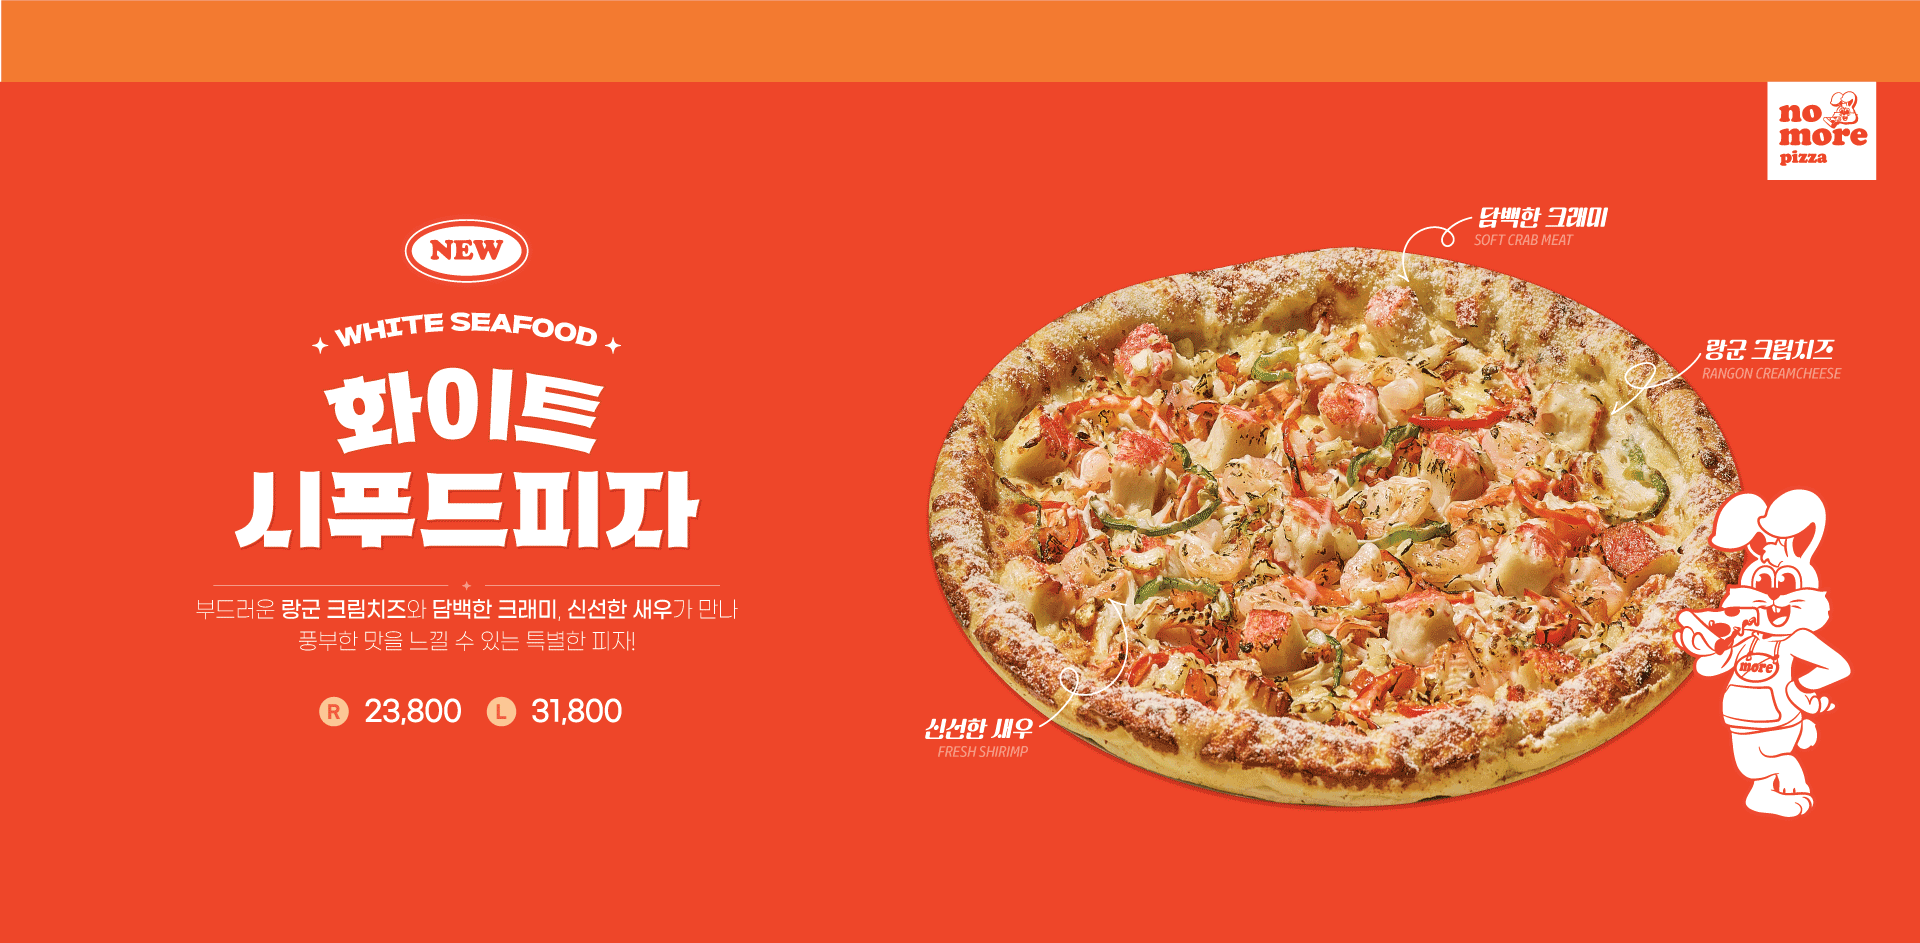 no
more
pizza
NEW
WHITE SEAFOOD
화이트
시푸드피자
부드러운 랑군 크림치즈와 담백한 크래미, 신선한 새우가 만나
풍부한 맛을 느낄 수 있는 특별한 피자!
R 23,800 L 31,800
담백한 크래미
SOFT CRAB MEAT
랑군 크림치즈
RANGON CREAMCHEESE
신선한 새우
FRESH SHIRIMP
more